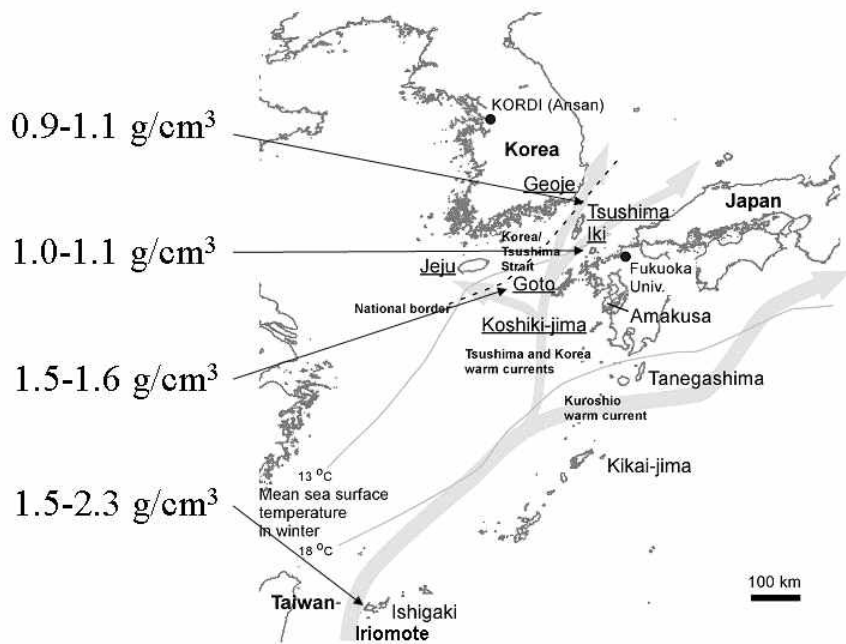 KORDI (Ansan)
0.9-1.1 g/cm³
Korea
Geoje
Tsushima
Japan
Iki
1.0-1.1 g/cm³
Korea/
Tsushima
Strait
Jeju
Fukuoka
Univ.
Goto
National border
Amakusa
Koshiki-jima
Tsushima and Korea
warm currents
1.5-1.6 g/cm³
Tanegashima
Kuroshio
warm current
Kikai-jima
13 °C
Mean sea surface
temperature
in winter
1.5-2.3 g/cm³
18 °C
100 km
Taiwan-
Ishigaki
Iriomote